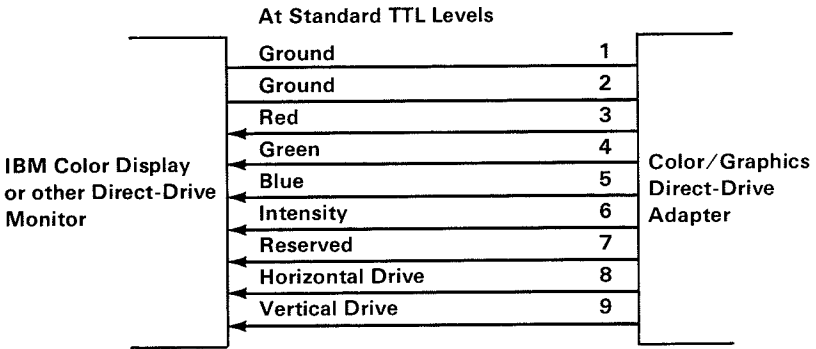 At Standard TTL Levels
Ground 1
Ground 2
Red 3
Green 4
Blue 5
Intensity 6
Reserved 7
Horizontal Drive 8
Vertical Drive 9
IBM Color Display
or other Direct-Drive
Monitor
Color/Graphics
Direct-Drive
Adapter